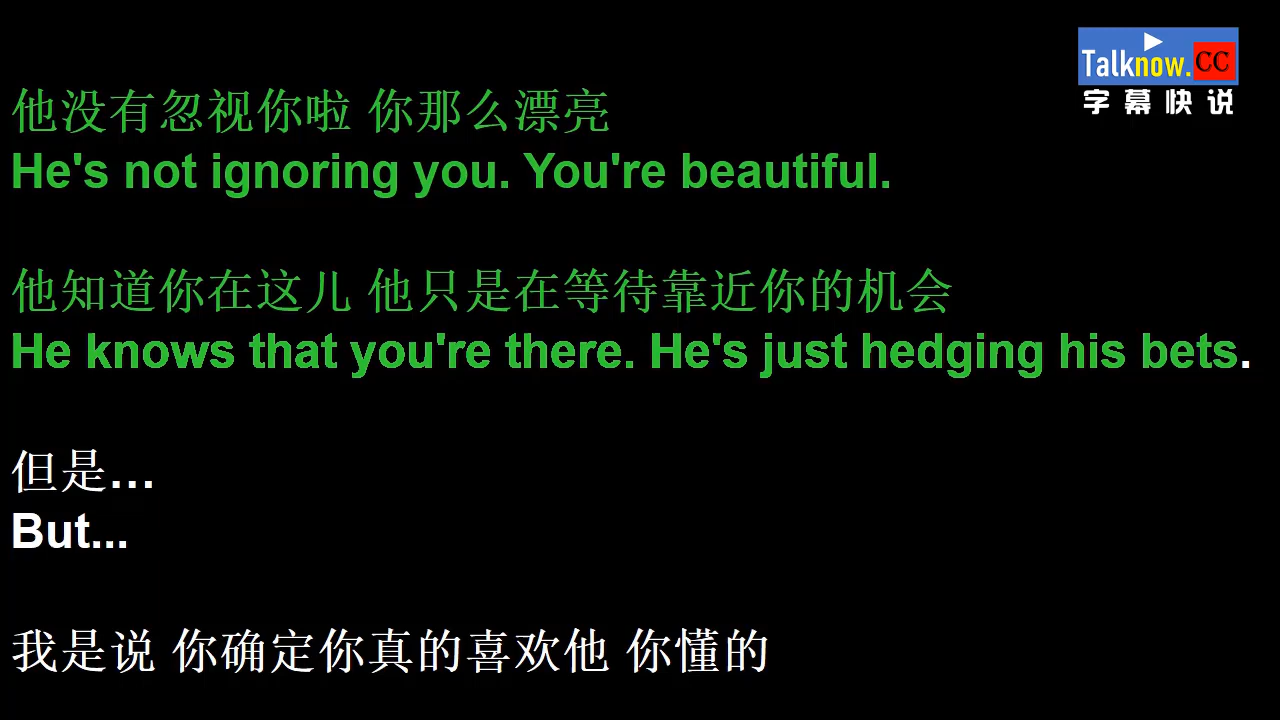 Talknow.CC
字幕快说
他没有忽视你啦 你那么漂亮
He's not ignoring you. You're beautiful.
他知道你在这儿 他只是在等待靠近你的机会
He knows that you're there. He's just hedging his bets.
但是…
But...
我是说 你确定你真的喜欢他 你懂的